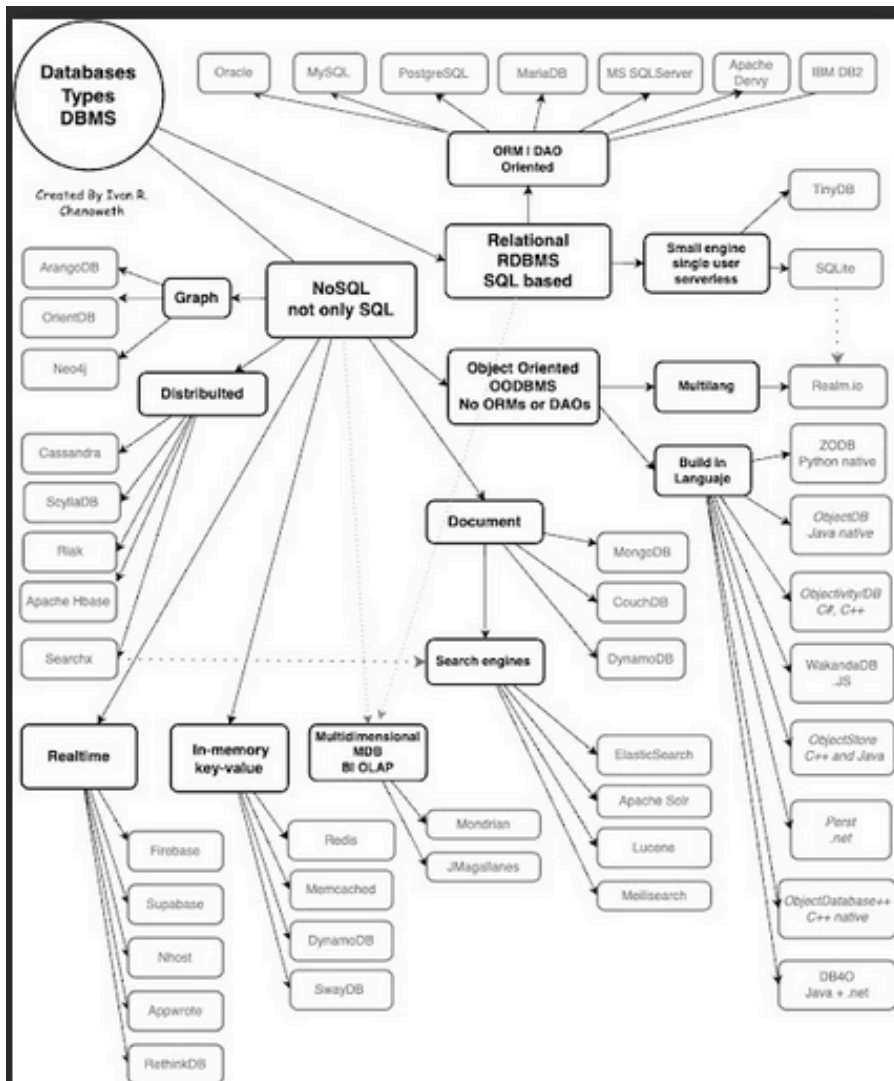 Databases
Types
DBMS
Created By Ivan R.
Chenoweth
Oracle
MySQL
PostgreSQL
MariaDB
MS SQLServer
Apache
Dervy
IBM DB2
ORM | DAO
Oriented
Relational
RDBMS
SQL based
Small engine
single user
serverless
TinyDB
SQLite
NoSQL
not only SQL
Graph
ArangoDB
OrientDB
Neo4j
Distribuited
Cassandra
ScyllaDB
Riak
Apache Hbase
Searchx
Object Oriented
OODBMS
No ORMs or DAOs
Multilang
Realm.io
Build in
Languaje
ZODB
Python native
ObjectDB
Java native
Objectivity/DB
C#, C++
WakandaDB
.JS
ObjectStore
C++ and Java
Perst
.net
ObjectDatabase++
C++ native
DB4O
Java + .net
Document
MongoDB
CouchDB
DynamoDB
Search engines
ElasticSearch
Apache Solr
Lucene
Meilisearch
Realtime
Firebase
Supabase
Nhost
Appwrote
RethinkDB
In-memory
key-value
Redis
Memcached
DynamoDB
SwayDB
Multidimensional
MDB
BI OLAP
Mondrian
JMagallanes